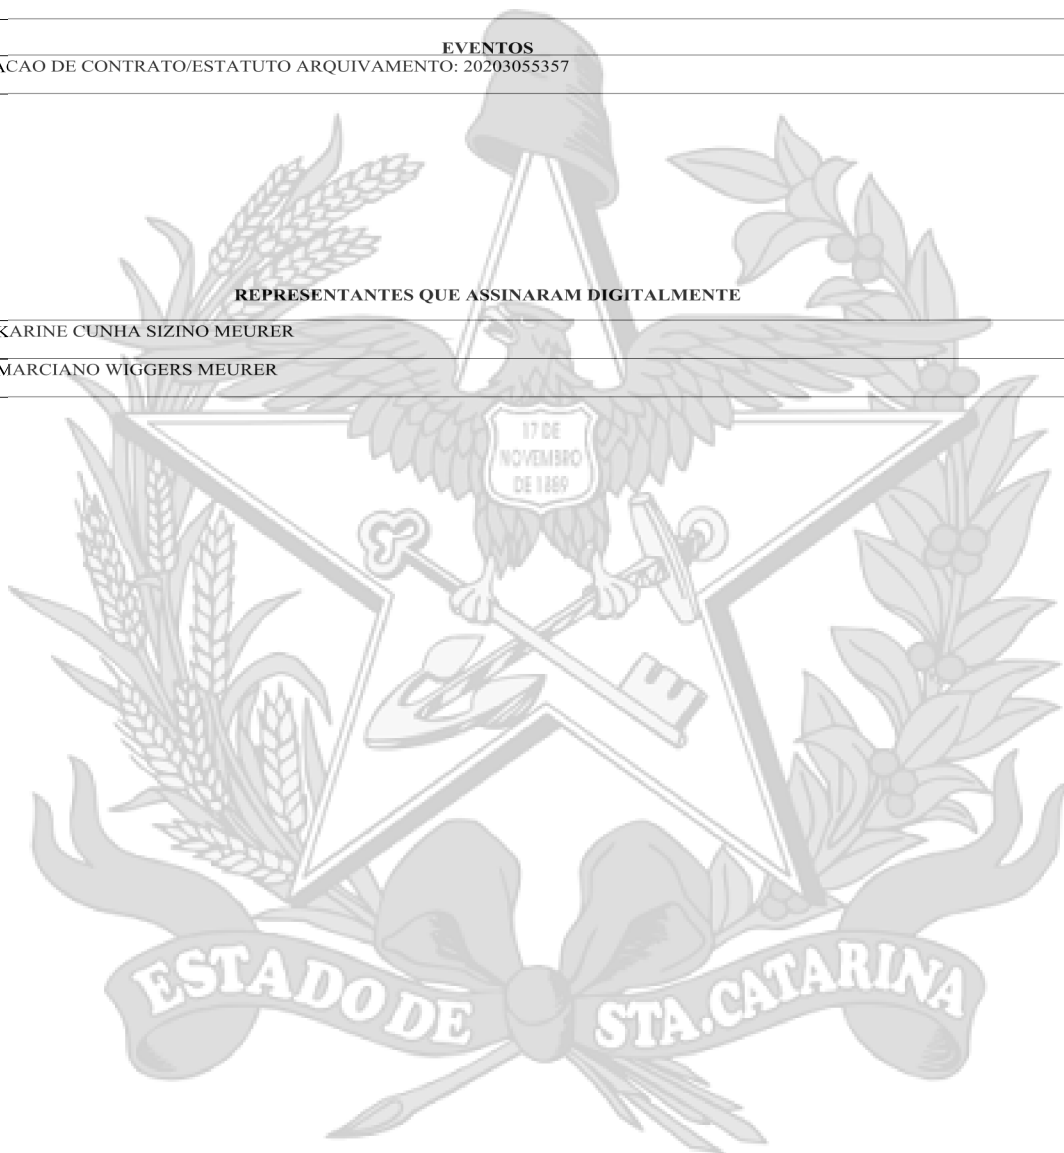 EVENTOS
ACAO DE CONTRATO/ESTATUTO ARQUIVAMENTO: 20203055357
REPRESENTANTES QUE ASSINARAM DIGITALMENTE
KARINE CUNHA SIZINO MEURER
MARCIANO WIGGERS MEURER
17 DE
NOVEMBRO
DE 1889
ESTADO DE STA.CATARINA